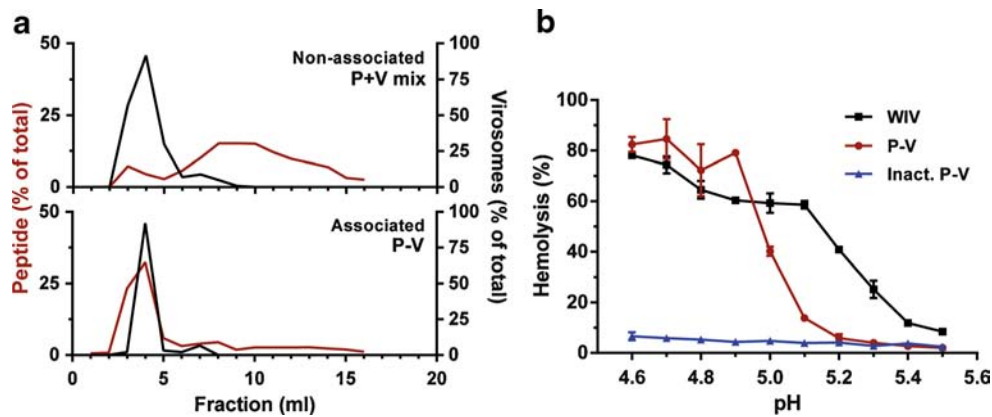 a
Non-associated
P+V mix
50
25
0
100
75
50
25
0
Associated
P-V
50
25
0
100
75
50
25
0
0 5 10 15 20
Fraction (ml)
Peptide (% of total)
Virosomes (% of total)
b
WIV
P-V
Inact. P-V
100
80
60
40
20
0
4.6 4.8 5.0 5.2 5.4 5.6
pH
Hemolysis (%)